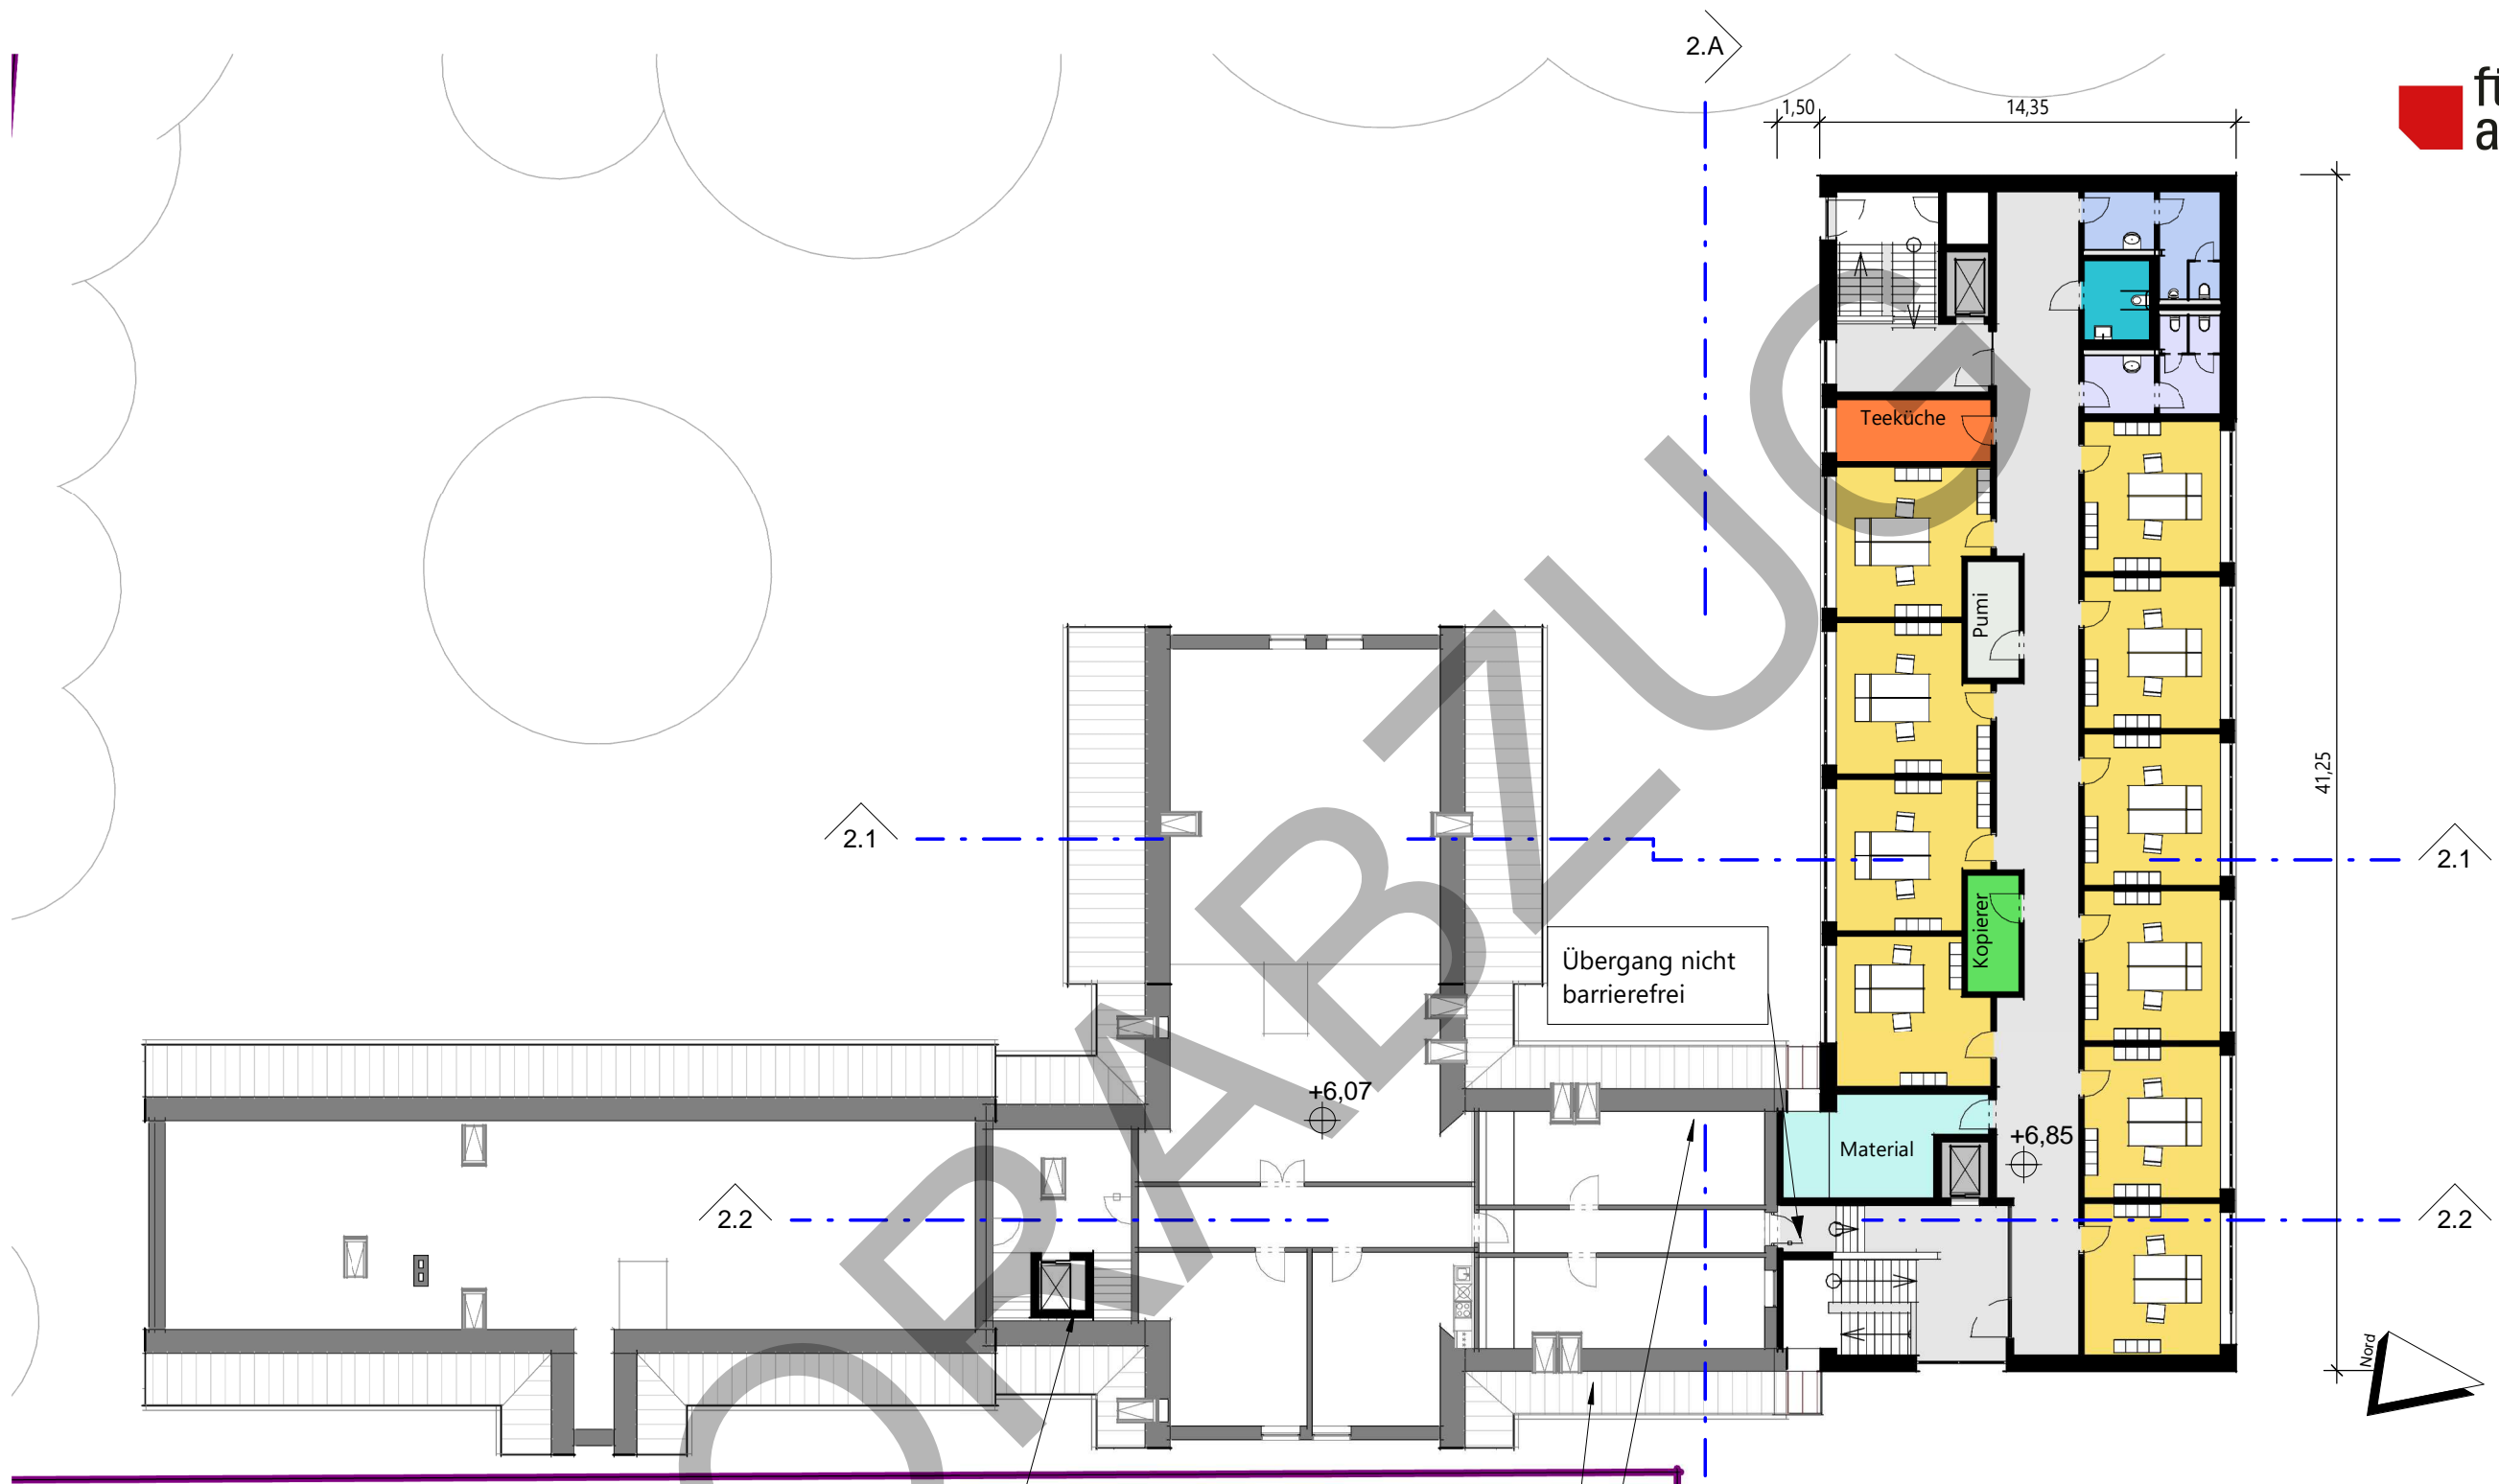 2.A
1,50
14,35
Teeküche
Pumi
41,25
2.1
2.1
Kopierer
Übergang nicht
barrierefrei
+6,07
Material
+6,85
2.2
2.2
Nord